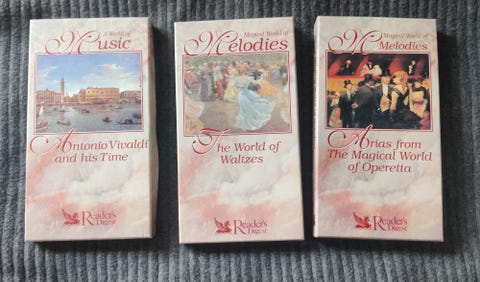 A World of
Music
Antonio Vivaldi
and his Time
Reader's
Digest
Magical World of
Melodies
The World of
Waltzes
Reader's
Digest
Magical World of
Melodies
Arias from
The Magical World
of Operetta
Reader's
Digest